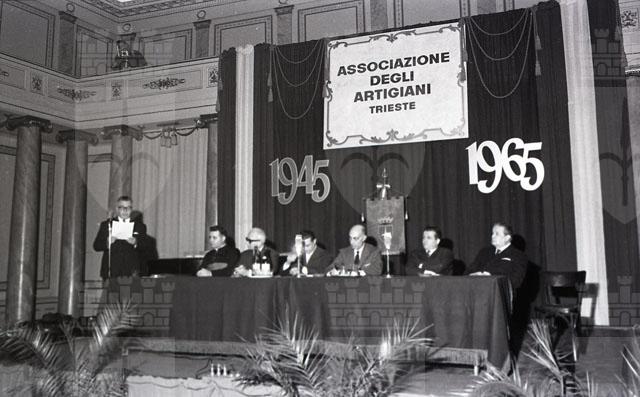 ASSOCIAZIONE
DEGLI
ARTIGIANI
TRIESTE
1945
1965